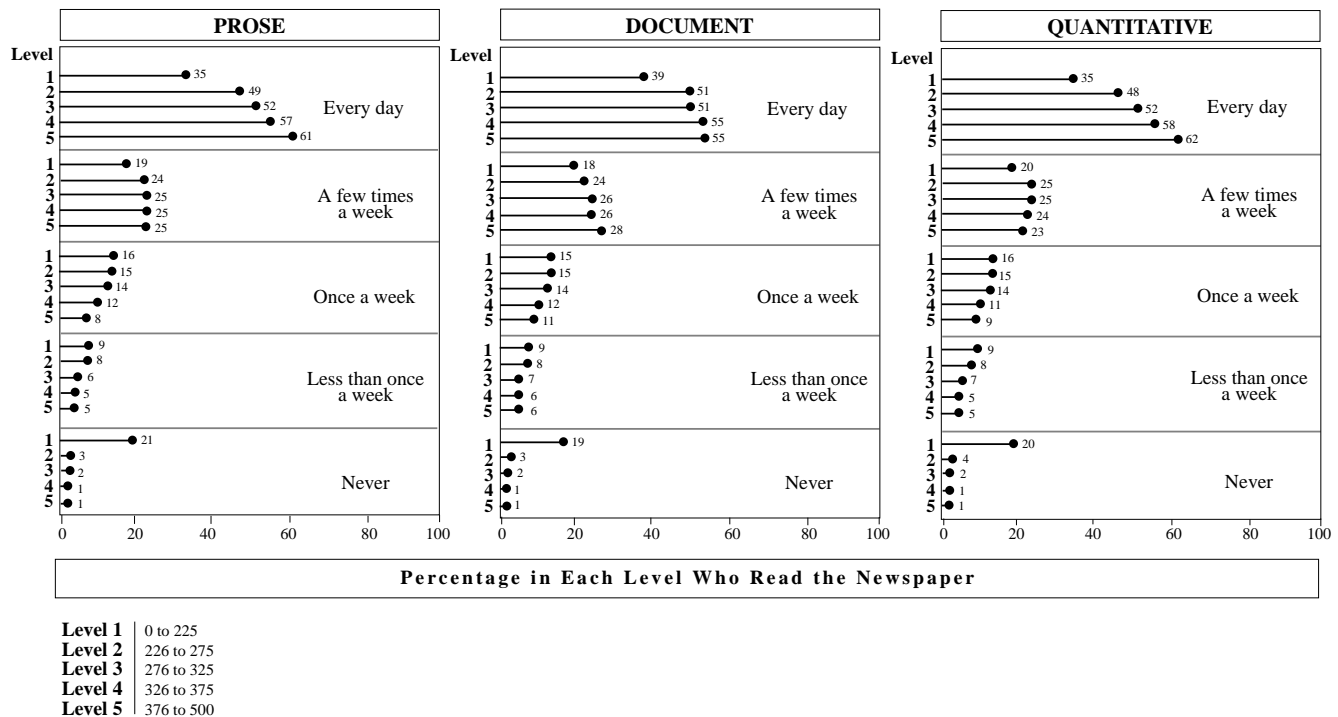 PROSE
Level
1 35
2 49
3 52
4 57
5 61
Every day
1 19
2 24
3 25
4 25
5 25
A few times
a week
1 16
2 15
3 14
4 12
5 8
Once a week
1 9
2 8
3 6
4 5
5 5
Less than once
a week
1 21
2 3
3 2
4 1
5 1
Never
0 20 40 60 80 100
DOCUMENT
Level
1 39
2 51
3 51
4 55
5 55
Every day
1 18
2 24
3 26
4 26
5 28
A few times
a week
1 15
2 15
3 14
4 12
5 11
Once a week
1 9
2 8
3 7
4 6
5 6
Less than once
a week
1 19
2 3
3 2
4 1
5 1
Never
0 20 40 60 80 100
QUANTITATIVE
Level
1 35
2 48
3 52
4 58
5 62
Every day
1 20
2 25
3 25
4 24
5 23
A few times
a week
1 16
2 15
3 14
4 11
5 9
Once a week
1 9
2 8
3 7
4 5
5 5
Less than once
a week
1 20
2 4
3 2
4 1
5 1
Never
0 20 40 60 80 100
Percentage in Each Level Who Read the Newspaper
Level 1 0 to 225
Level 2 226 to 275
Level 3 276 to 325
Level 4 326 to 375
Level 5 376 to 500